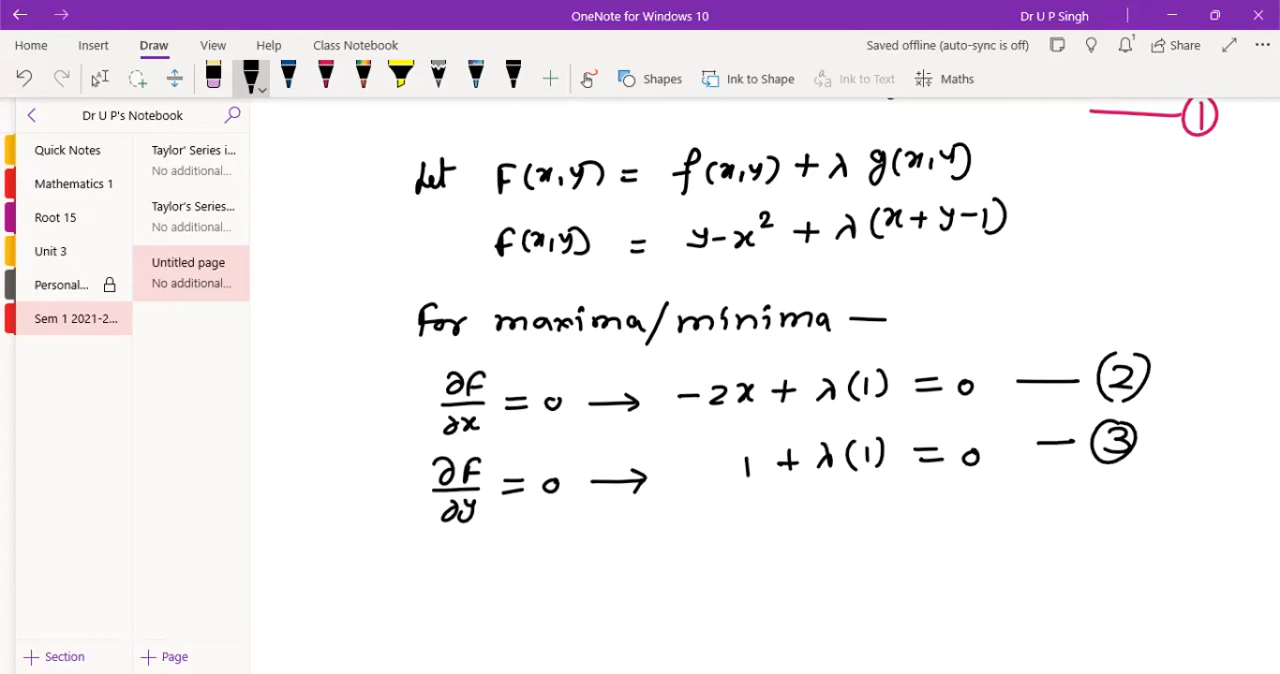 OneNote for Windows 10
Dr U P Singh
Home Insert Draw View Help Class Notebook
Saved offline (auto-sync is off)
1
Share
Shapes
Ink to Shape
Ink to Text
Maths
Dr U P's Notebook
Quick Notes
Mathematics 1
Root 15
Unit 3
Personal...
Sem 1 2021-2...
Taylor' Series i...
No additional...
Taylor's Series...
No additional...
Untitled page
No additional...
Section
Page
①
Let F(x,y) = f(x,y) + λ g(x,y)
F(x,y) = y-x² + λ(x+y-1)
For maxima/minima —
∂F/∂x = 0 → -2x + λ(1) = 0 — (2)
∂F/∂y = 0 → 1 + λ(1) = 0 — ③